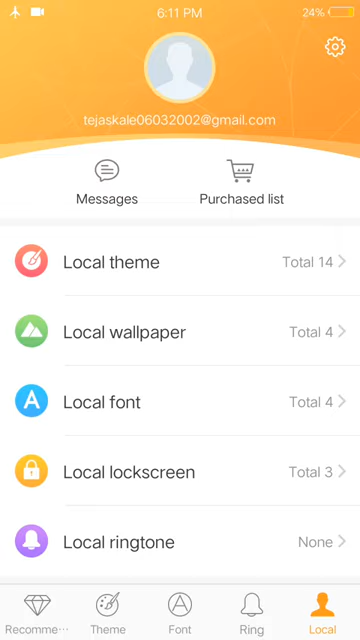 6:11 PM
24%
tejaskale06032002@gmail.com
Messages
Purchased list
Local theme
Total 14
Local wallpaper
Total 4
Local font
Total 4
Local lockscreen
Total 3
Local ringtone
None
Recomme···
Theme
Font
Ring
Local